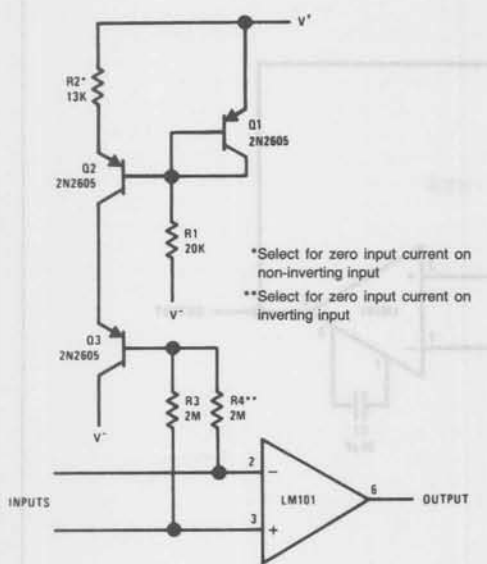 V⁺
R2*
13K
Q1
2N2605
Q2
2N2605
R1
20K
*Select for zero input current on
non-inverting input
**Select for zero input current on
inverting input
V⁻
Q3
2N2605
R3
2M
R4**
2M
V⁻
2
6
INPUTS
LM101
OUTPUT
3